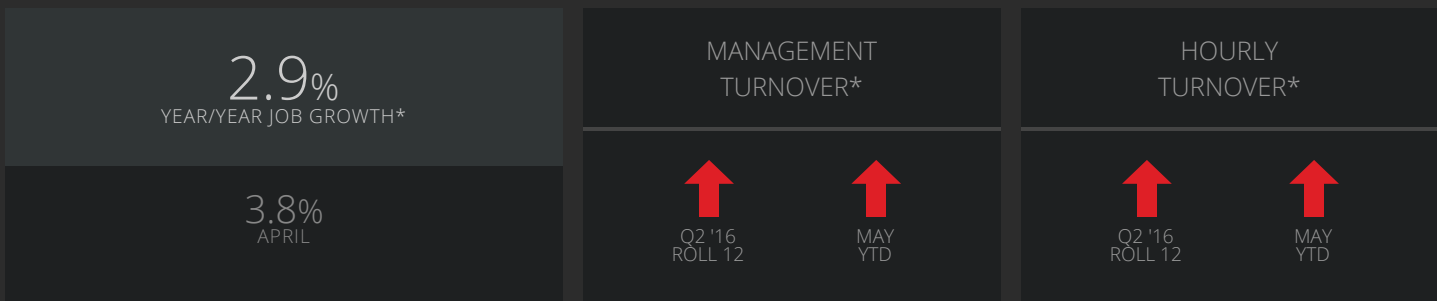 2.9%
YEAR/YEAR JOB GROWTH*
3.8%
APRIL
MANAGEMENT
TURNOVER*
Q2 '16
ROLL 12
MAY
YTD
HOURLY
TURNOVER*
Q2 '16
ROLL 12
MAY
YTD